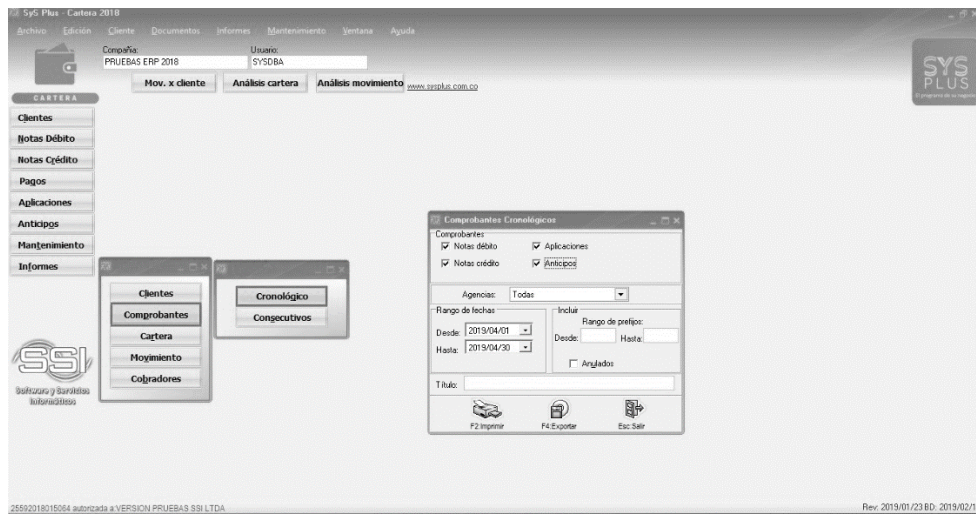 SyS Plus - Cartera 2018
Archivo Edición Cliente Documentos Informes Mantenimiento Ventana Ayuda
Compañía: Usuario:
PRUEBAS ERP 2018 SYSDBA
Mov. x cliente Análisis cartera Análisis movimiento www.sysplus.com.co
SYS PLUS
El programa de su negocio
CARTERA
Clientes
Notas Débito
Notas Crédito
Pagos
Aplicaciones
Anticipos
Mantenimiento
Informes
Clientes
Comprobantes
Cartera
Movimiento
Cobradores
Cronológico
Consecutivos
Comprobantes Cronológicos
Comprobantes
Notas débito Aplicaciones
Notas crédito Anticipos
Agencias: Todas
Rango de fechas Incluir
Rango de prefijos:
Desde: 2019/04/01 Desde: Hasta:
Hasta: 2019/04/30
Anulados
Título:
F2:Imprimir F4:Exportar Esc:Salir
SSI
Software y Servicios
Informáticos
25592018015064 autorizada a:VERSION PRUEBAS SSI LTDA
Rev: 2019/01/23 BD: 2019/02/1